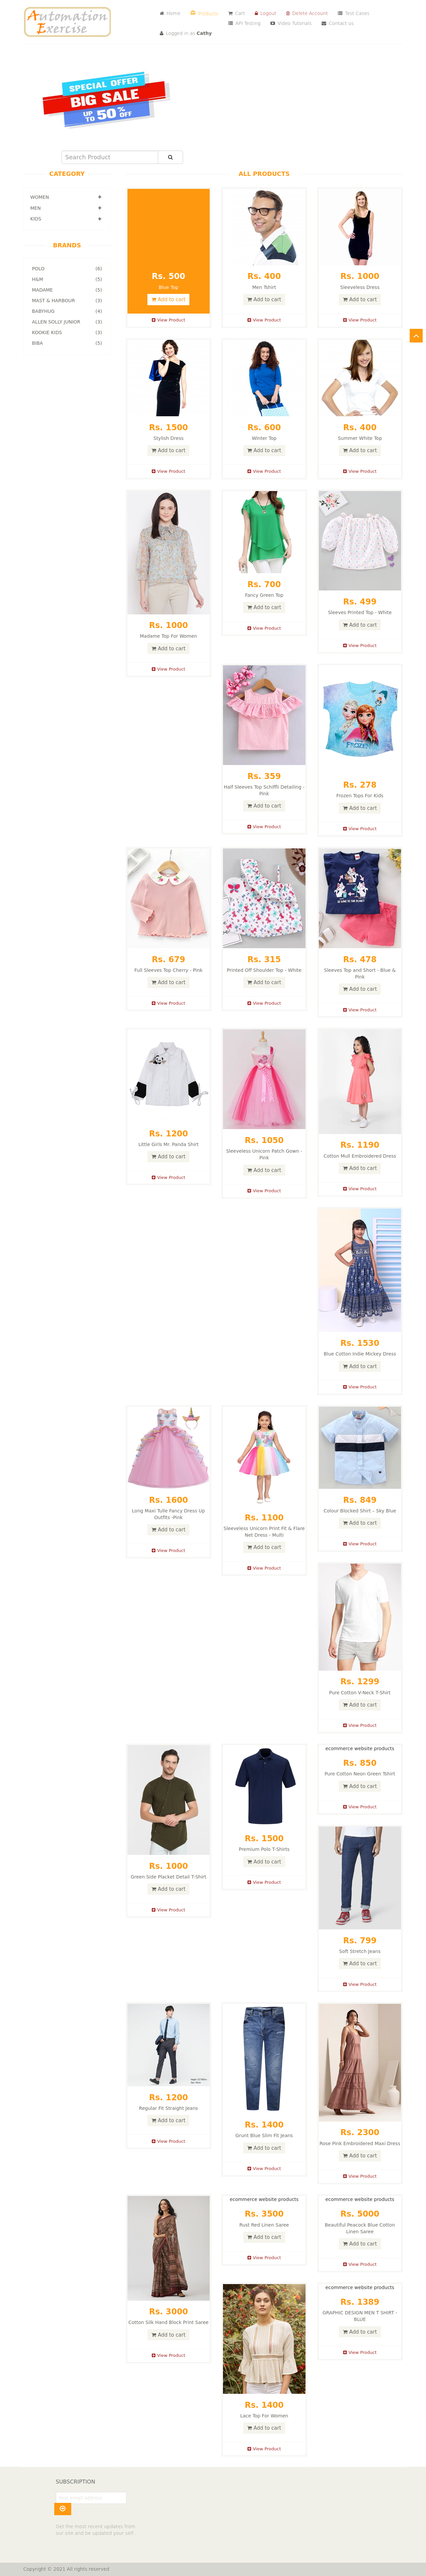 Automation
Exercise
Home
Products
Cart
Logout
Delete Account
Test Cases
API Testing
Video Tutorials
Contact us
Logged in as Cathy
SPECIAL OFFER
BIG SALE
UP TO 50% OFF
Search Product
CATEGORY
WOMEN
MEN
KIDS
BRANDS
POLO (6)
H&M (5)
MADAME (5)
MAST & HARBOUR (3)
BABYHUG (4)
ALLEN SOLLY JUNIOR (3)
KOOKIE KIDS (3)
BIBA (5)
ALL PRODUCTS
Rs. 500
Blue Top
Add to cart
View Product
Rs. 400
Men Tshirt
Add to cart
View Product
Rs. 1000
Sleeveless Dress
Add to cart
View Product
Rs. 1500
Stylish Dress
Add to cart
View Product
Rs. 600
Winter Top
Add to cart
View Product
Rs. 400
Summer White Top
Add to cart
View Product
Rs. 1000
Madame Top For Women
Add to cart
View Product
Rs. 700
Fancy Green Top
Add to cart
View Product
Rs. 499
Sleeves Printed Top - White
Add to cart
View Product
Rs. 359
Half Sleeves Top Schiffli Detailing -
Pink
Add to cart
View Product
FROZEN
Rs. 278
Frozen Tops For Kids
Add to cart
View Product
Rs. 679
Full Sleeves Top Cherry - Pink
Add to cart
View Product
Rs. 315
Printed Off Shoulder Top - White
Add to cart
View Product
Rs. 478
Sleeves Top and Short - Blue &
Pink
Add to cart
View Product
Rs. 1200
Little Girls Mr. Panda Shirt
Add to cart
View Product
Rs. 1050
Sleeveless Unicorn Patch Gown -
Pink
Add to cart
View Product
Rs. 1190
Cotton Mull Embroidered Dress
Add to cart
View Product
Rs. 1530
Blue Cotton Indie Mickey Dress
Add to cart
View Product
Rs. 1600
Long Maxi Tulle Fancy Dress Up
Outfits -Pink
Add to cart
View Product
Rs. 1100
Sleeveless Unicorn Print Fit & Flare
Net Dress - Multi
Add to cart
View Product
Rs. 849
Colour Blocked Shirt – Sky Blue
Add to cart
View Product
Rs. 1299
Pure Cotton V-Neck T-Shirt
Add to cart
View Product
Rs. 1000
Green Side Placket Detail T-Shirt
Add to cart
View Product
Rs. 1500
Premium Polo T-Shirts
Add to cart
View Product
ecommerce website products
Rs. 850
Pure Cotton Neon Green Tshirt
Add to cart
View Product
Rs. 799
Soft Stretch Jeans
Add to cart
View Product
Rs. 1200
Regular Fit Straight Jeans
Add to cart
View Product
Rs. 1400
Grunt Blue Slim Fit Jeans
Add to cart
View Product
Rs. 2300
Rose Pink Embroidered Maxi Dress
Add to cart
View Product
Rs. 3000
Cotton Silk Hand Block Print Saree
Add to cart
View Product
ecommerce website products
Rs. 3500
Rust Red Linen Saree
Add to cart
View Product
ecommerce website products
Rs. 5000
Beautiful Peacock Blue Cotton
Linen Saree
Add to cart
View Product
Rs. 1400
Lace Top For Women
Add to cart
View Product
ecommerce website products
Rs. 1389
GRAPHIC DESIGN MEN T SHIRT -
BLUE
Add to cart
View Product
SUBSCRIPTION
Your email address
Get the most recent updates from
our site and be updated your self...
Copyright © 2021 All rights reserved